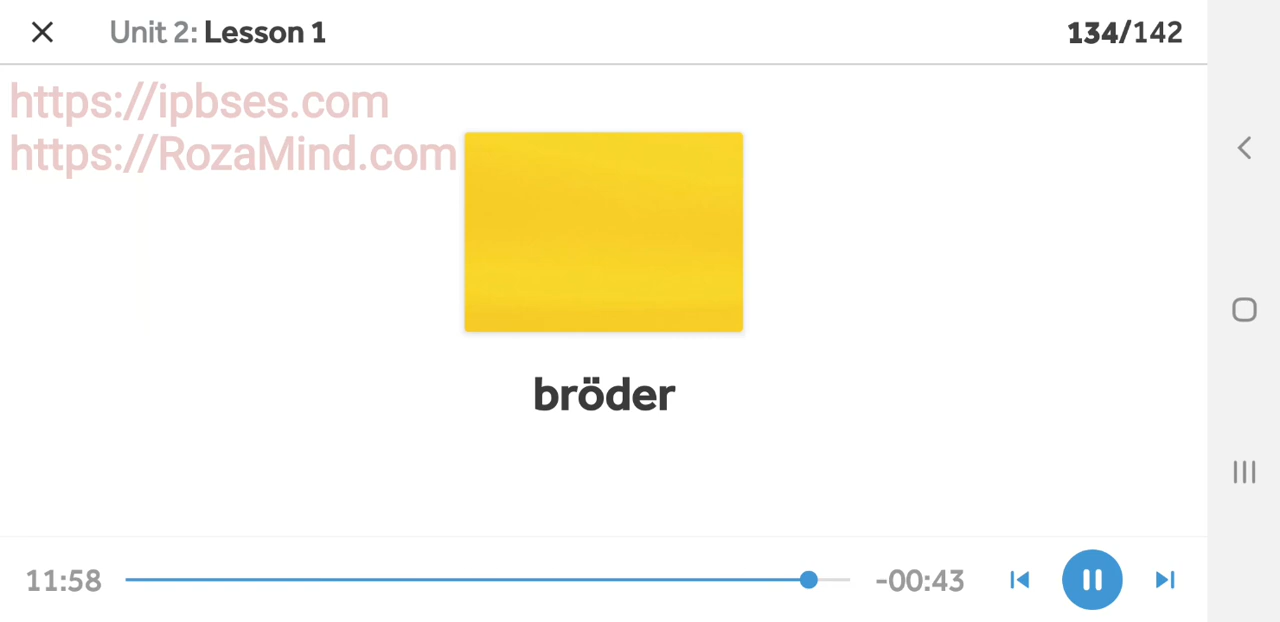 Unit 2: Lesson 1
134/142
https://ipbses.com
https://RozaMind.com
bröder
11:58
-00:43